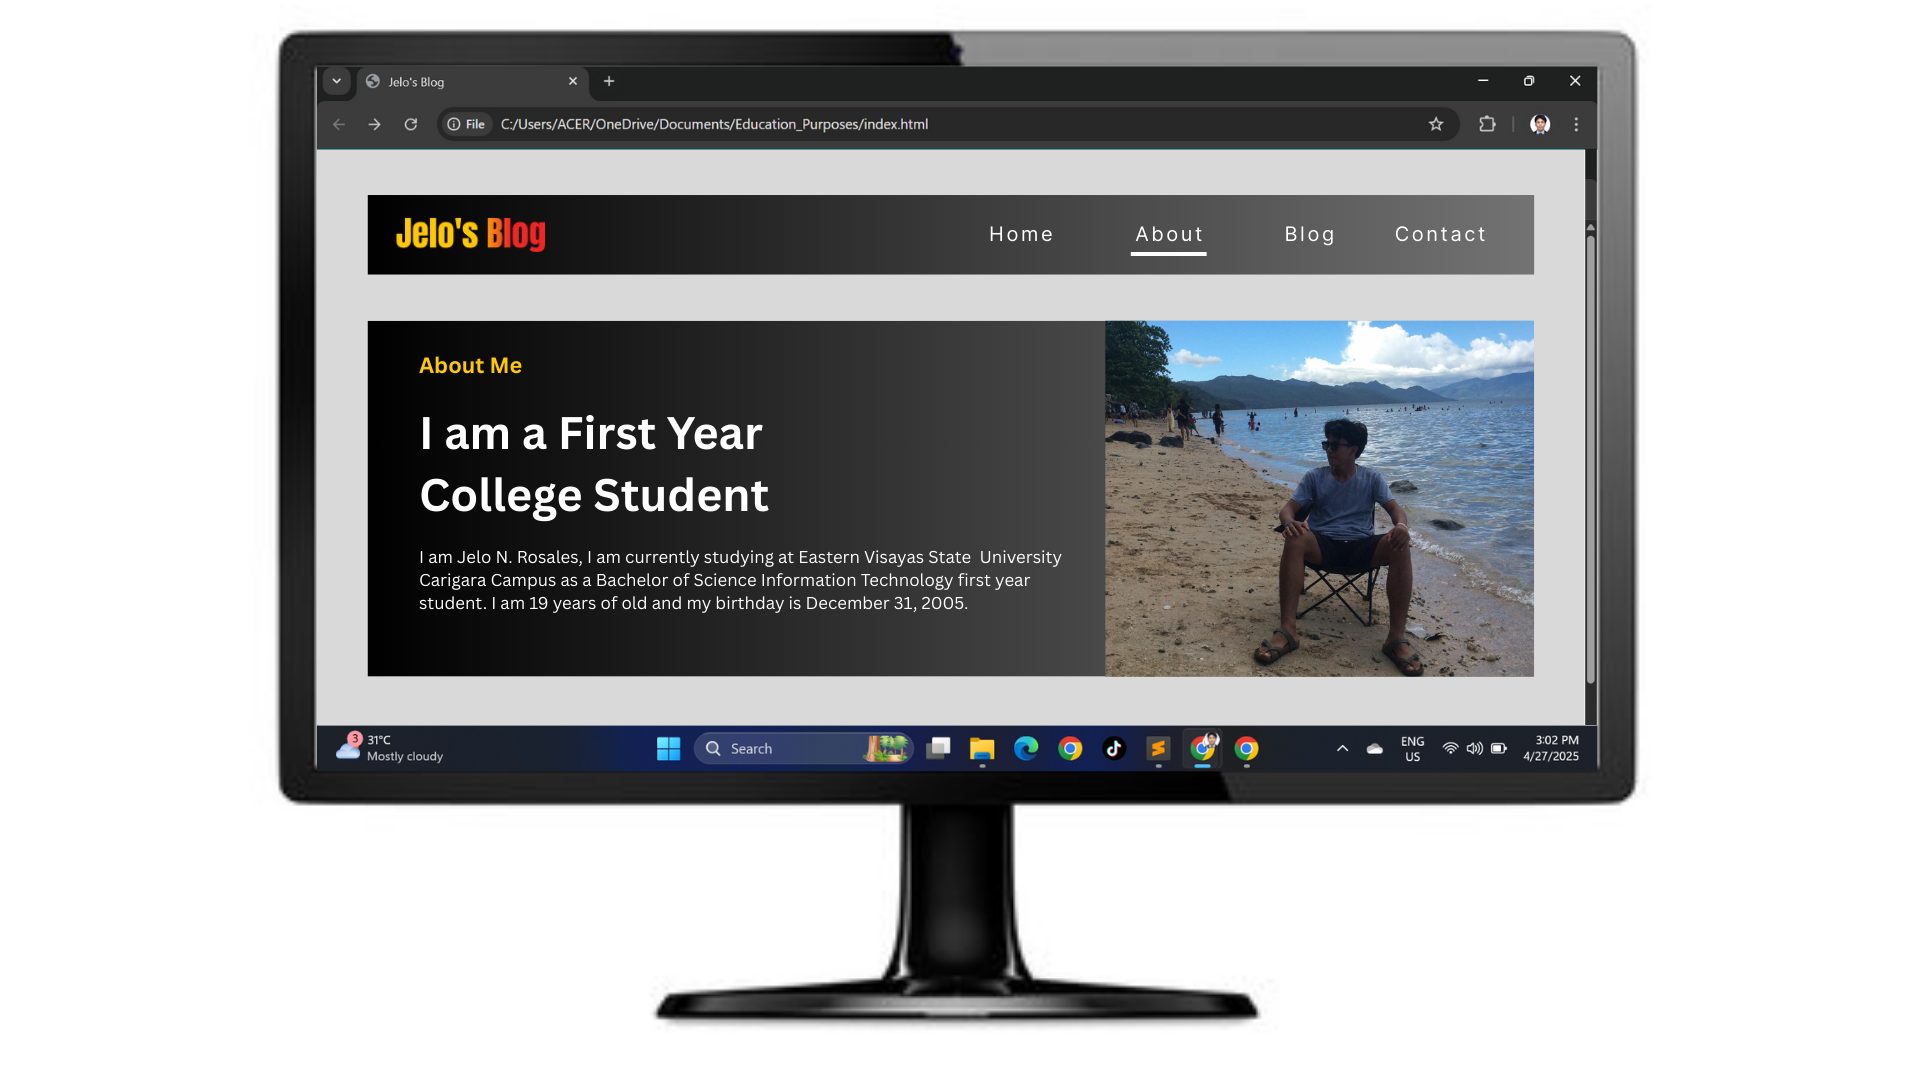 Jelo's Blog
File C:/Users/ACER/OneDrive/Documents/Education_Purposes/index.html
Jelo's Blog Home About Blog Contact
About Me
I am a First Year
College Student
I am Jelo N. Rosales, I am currently studying at Eastern Visayas State University
Carigara Campus as a Bachelor of Science Information Technology first year
student. I am 19 years of old and my birthday is December 31, 2005.
3 31°C
Mostly cloudy
Search
ENG
US
3:02 PM
4/27/2025